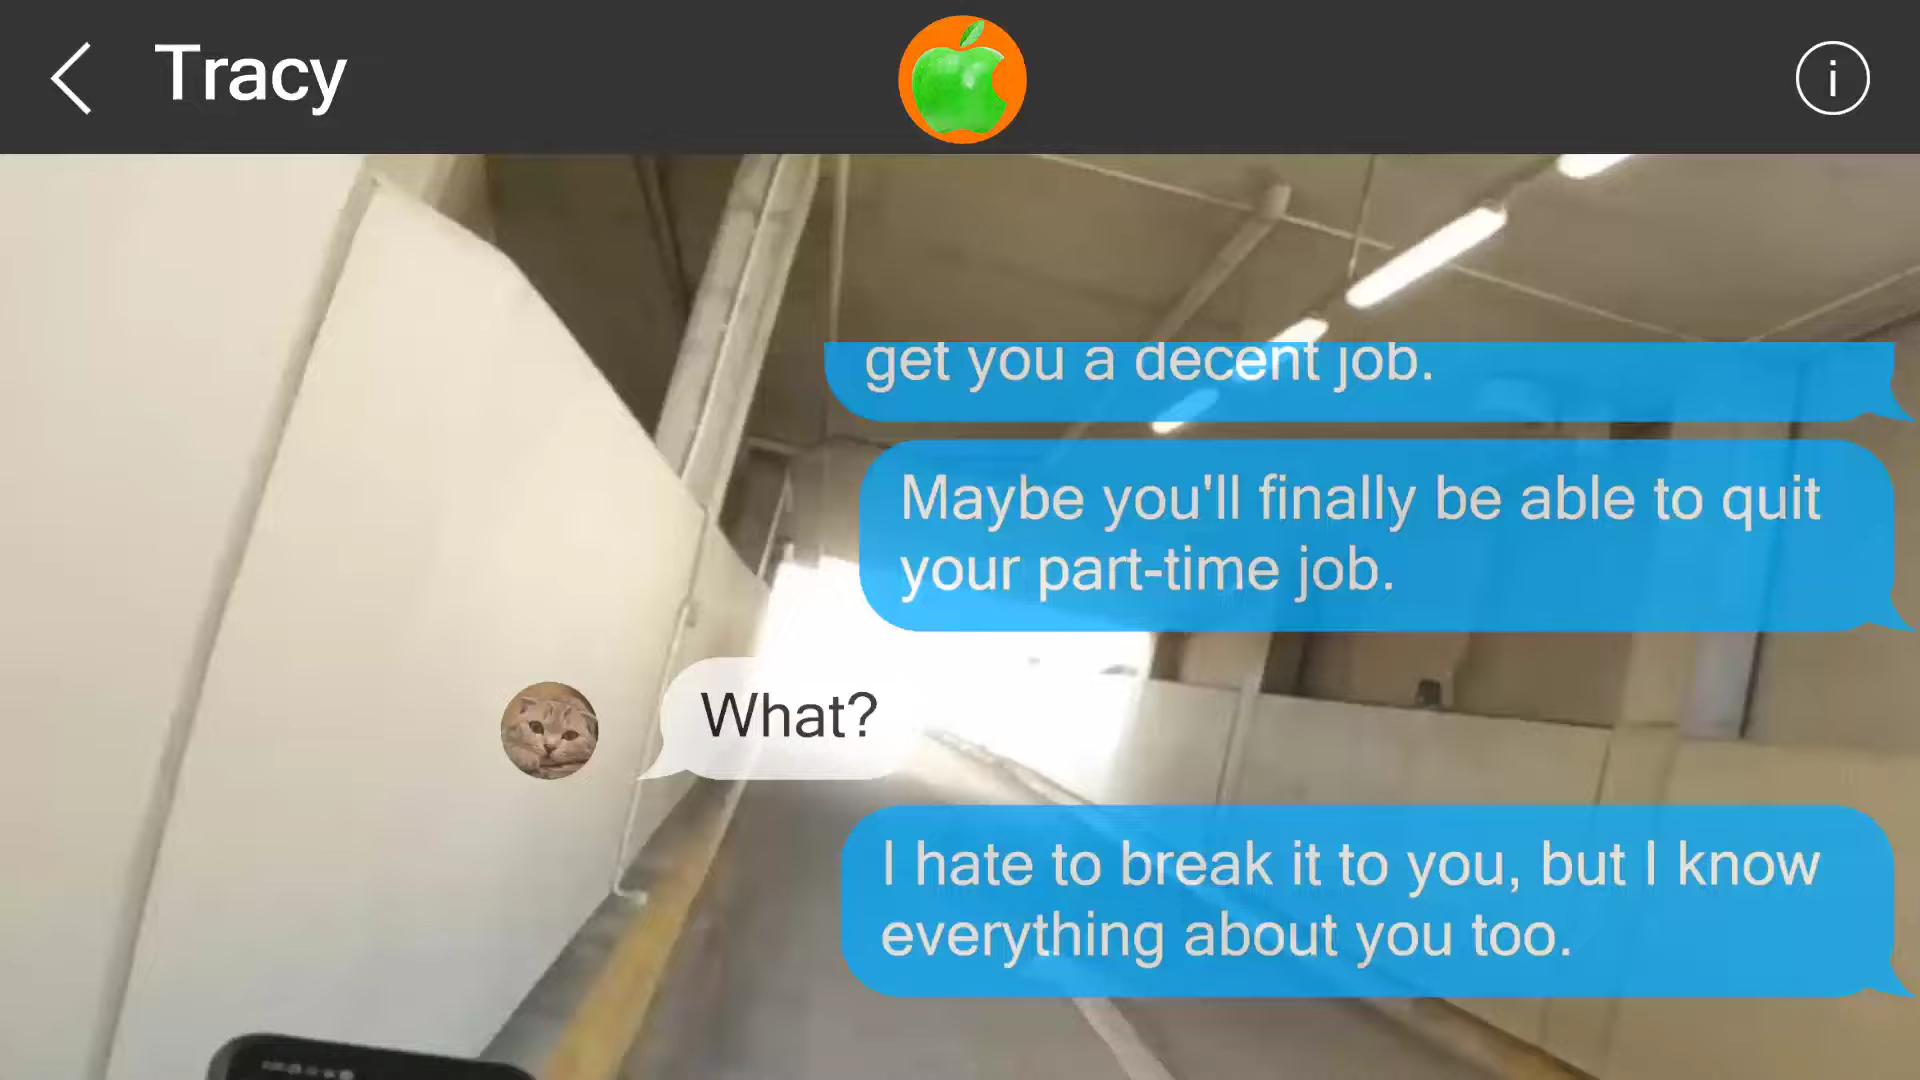 Tracy
get you a decent job.
Maybe you'll finally be able to quit
your part-time job.
What?
I hate to break it to you, but I know
everything about you too.